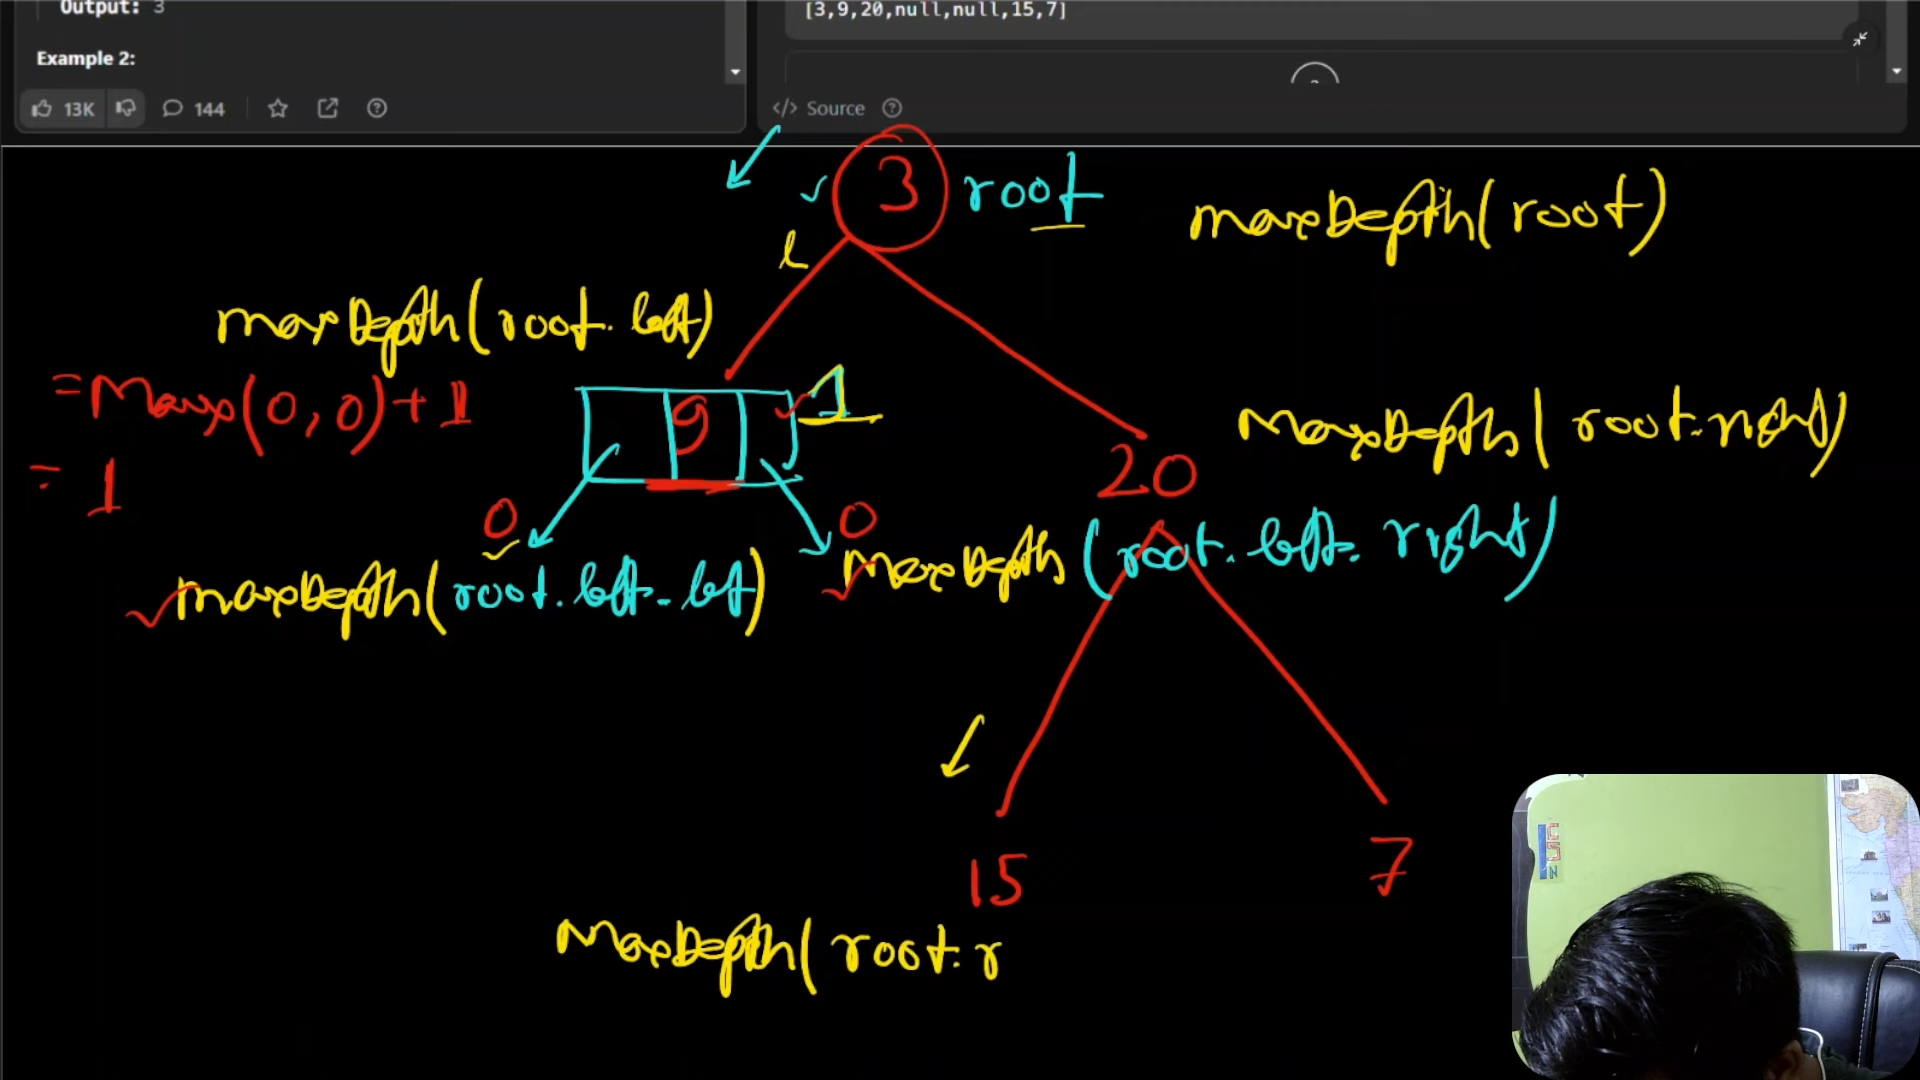 Output: 3
[3,9,20,null,null,15,7]
Example 2:
13K
144
</> Source
3 root
maxDepth(root)
l
maxDepth(root.left)
= Max(0,0)+1
9
1
maxDepth(root.right)
20
= 1
0
0
maxDepth(root.left.left)
maxDepth(root.left.right)
15
7
maxDepth(root.r